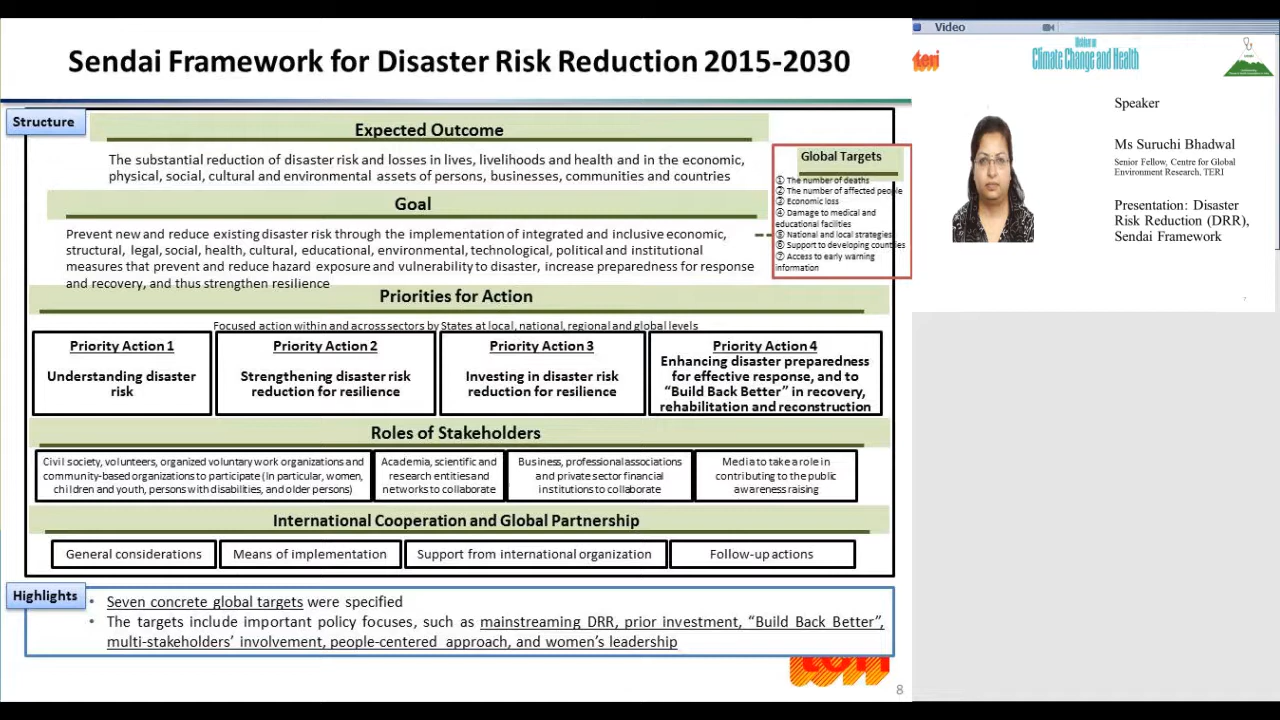 Sendai Framework for Disaster Risk Reduction 2015-2030
Structure
Expected Outcome
The substantial reduction of disaster risk and losses in lives, livelihoods and health and in the economic,
physical, social, cultural and environmental assets of persons, businesses, communities and countries
Goal
Prevent new and reduce existing disaster risk through the implementation of integrated and inclusive economic,
structural, legal, social, health, cultural, educational, environmental, technological, political and institutional
measures that prevent and reduce hazard exposure and vulnerability to disaster, increase preparedness for response
and recovery, and thus strengthen resilience
Global Targets
① The number of deaths
② The number of affected people
③ Economic loss
④ Damage to medical and
educational facilities
⑤ National and local strategies
⑥ Support to developing countries
⑦ Access to early warning
information
Priorities for Action
Focused action within and across sectors by States at local, national, regional and global levels
Priority Action 1
Understanding disaster
risk
Priority Action 2
Strengthening disaster risk
reduction for resilience
Priority Action 3
Investing in disaster risk
reduction for resilience
Priority Action 4
Enhancing disaster preparedness
for effective response, and to
“Build Back Better” in recovery,
rehabilitation and reconstruction
Roles of Stakeholders
Civil society, volunteers, organized voluntary work organizations and
community-based organizations to participate (In particular, women,
children and youth, persons with disabilities, and older persons)
Academia, scientific and
research entities and
networks to collaborate
Business, professional associations
and private sector financial
institutions to collaborate
Media to take a role in
contributing to the public
awareness raising
International Cooperation and Global Partnership
General considerations
Means of implementation
Support from international organization
Follow-up actions
Highlights
• Seven concrete global targets were specified
• The targets include important policy focuses, such as mainstreaming DRR, prior investment, “Build Back Better”,
multi-stakeholders’ involvement, people-centered approach, and women’s leadership
teri
8
Video
teri
Climate Change and Health
Speaker
Ms Suruchi Bhadwal
Senior Fellow, Centre for Global
Environment Research, TERI
Presentation: Disaster
Risk Reduction (DRR),
Sendai Framework
7